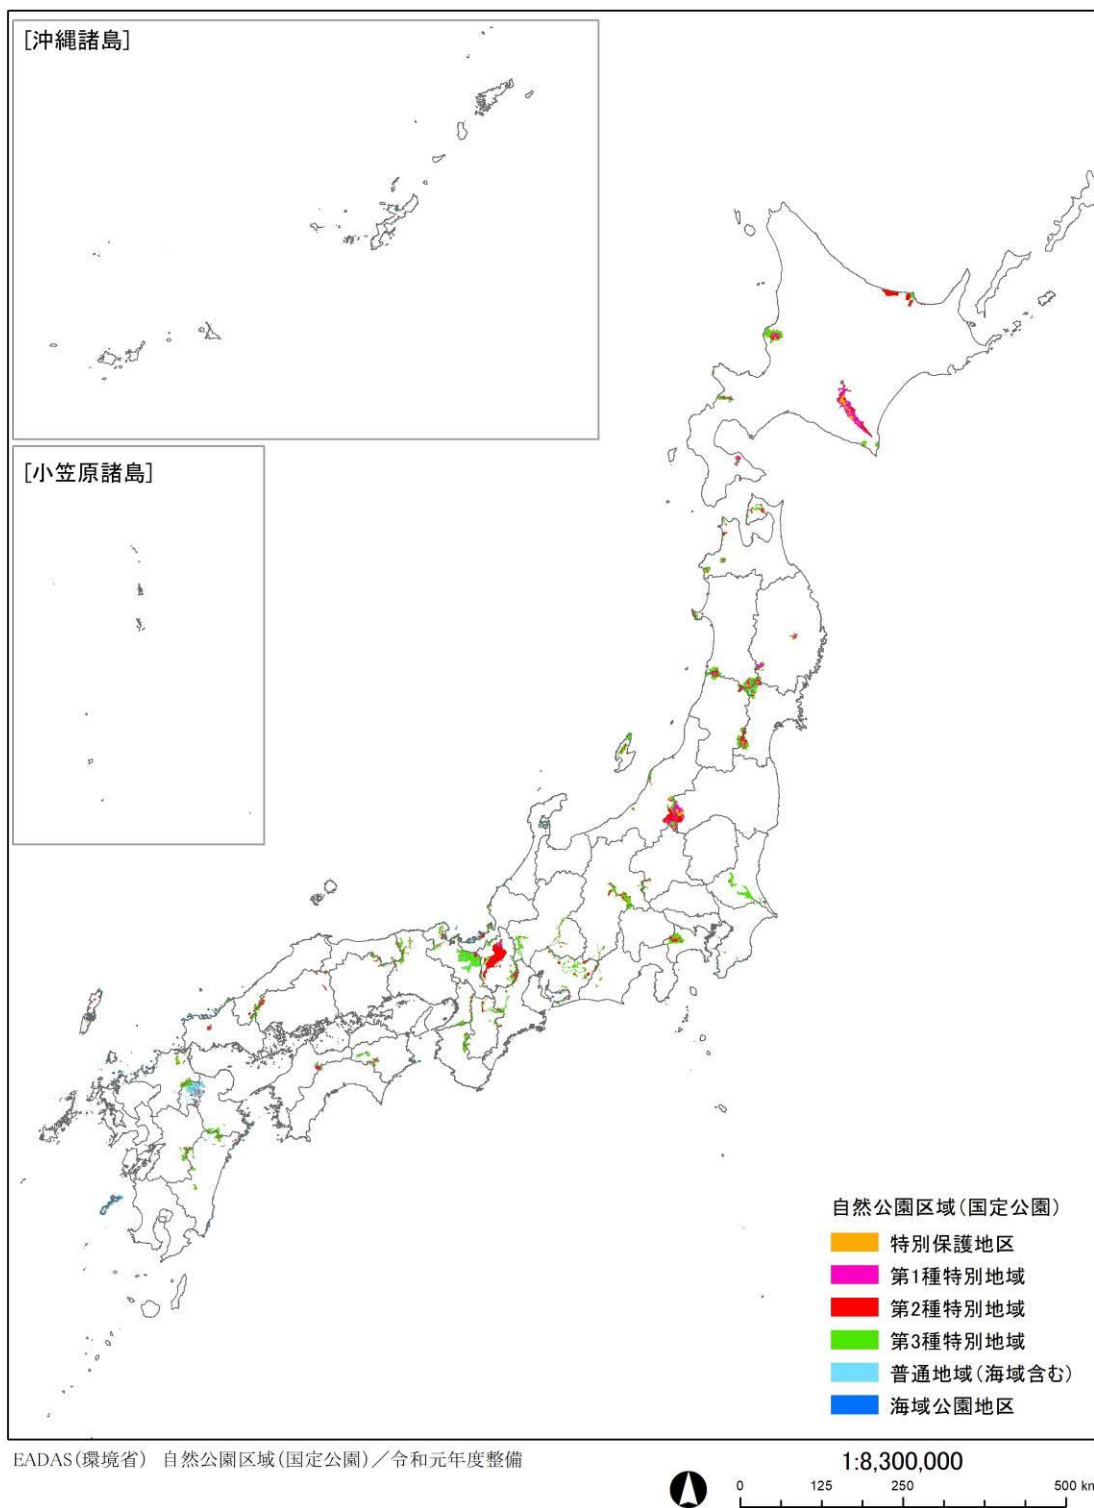 [沖縄諸島]
[小笠原諸島]
自然公園区域(国定公園)
特別保護地区
第1種特別地域
第2種特別地域
第3種特別地域
普通地域(海域含む)
海域公園地区
EADAS(環境省) 自然公園区域(国定公園)/令和元年度整備
1:8,300,000
0 125 250 500 km